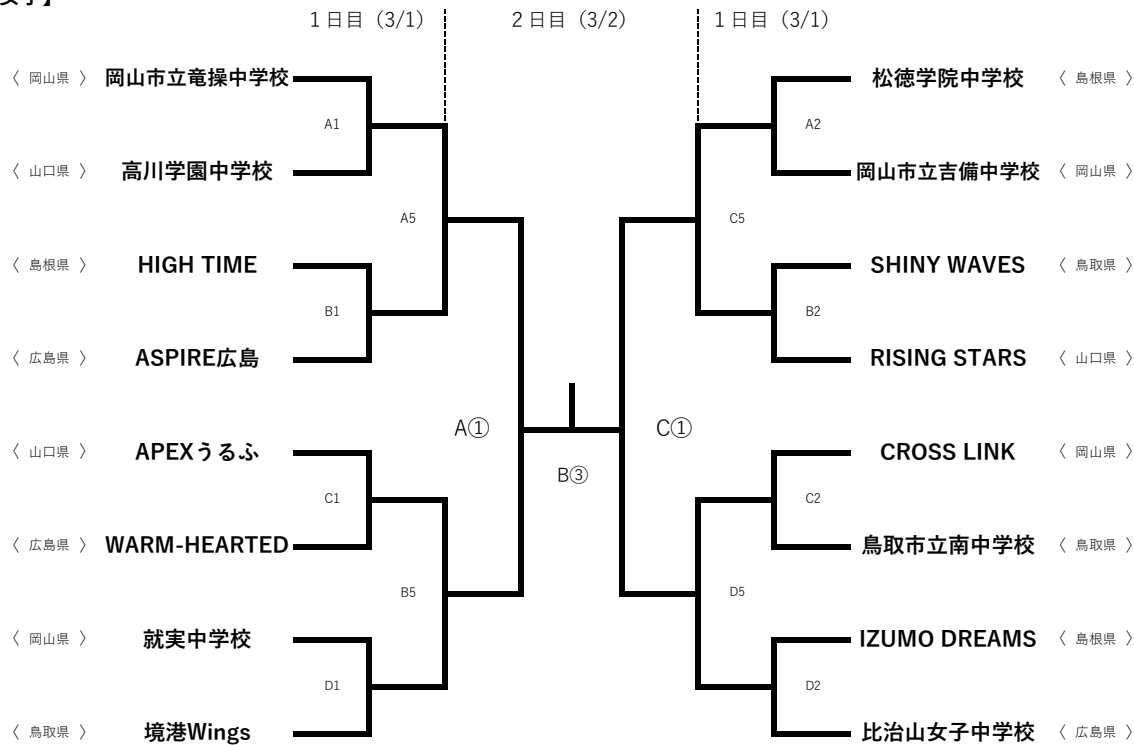 女子】
1日目（3/1） 2日目（3/2） 1日目（3/1）
〈 岡山県 〉 岡山市立竜操中学校 松徳学院中学校 〈 島根県 〉
A1 A2
〈 山口県 〉 高川学園中学校 岡山市立吉備中学校 〈 岡山県 〉
A5 C5
〈 島根県 〉 HIGH TIME SHINY WAVES 〈 鳥取県 〉
B1 B2
〈 広島県 〉 ASPIRE広島 RISING STARS 〈 山口県 〉
A① C①
〈 山口県 〉 APEXうるふ CROSS LINK 〈 岡山県 〉
B③
C1 C2
〈 広島県 〉 WARM-HEARTED 鳥取市立南中学校 〈 鳥取県 〉
B5 D5
〈 岡山県 〉 就実中学校 IZUMO DREAMS 〈 島根県 〉
D1 D2
〈 鳥取県 〉 境港Wings 比治山女子中学校 〈 広島県 〉